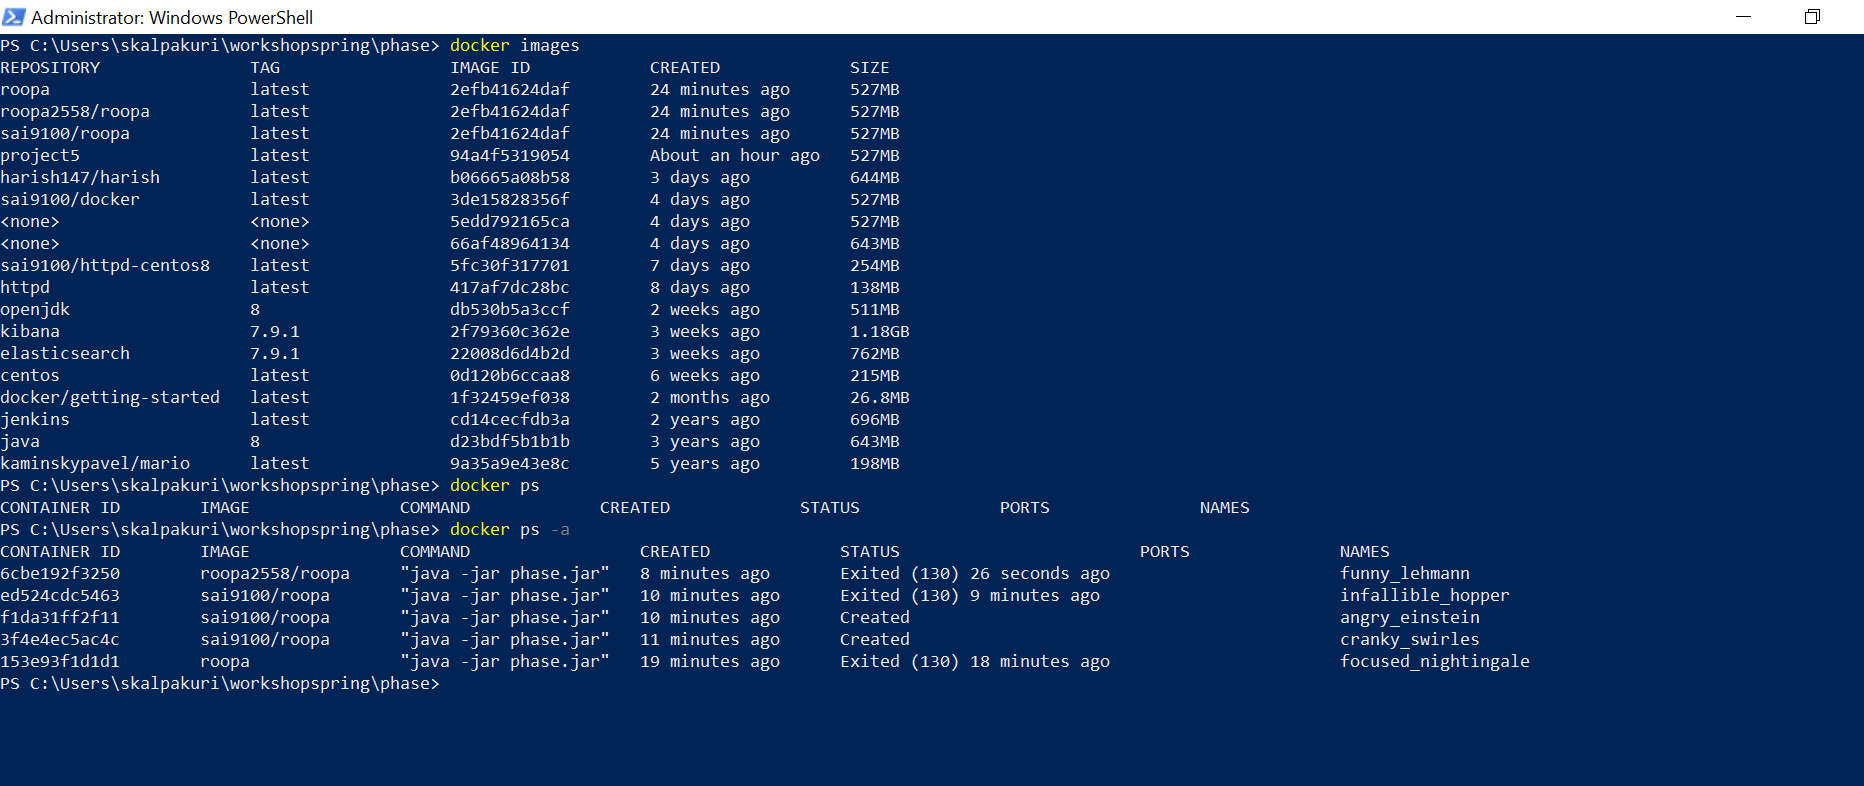 Administrator: Windows PowerShell
PS C:\Users\skalpakuri\workshopspring\phase> docker images
REPOSITORY TAG IMAGE ID CREATED SIZE
roopa latest 2efb41624daf 24 minutes ago 527MB
roopa2558/roopa latest 2efb41624daf 24 minutes ago 527MB
sai9100/roopa latest 2efb41624daf 24 minutes ago 527MB
project5 latest 94a4f5319054 About an hour ago 527MB
harish147/harish latest b06665a08b58 3 days ago 644MB
sai9100/docker latest 3de15828356f 4 days ago 527MB
<none> <none> 5edd792165ca 4 days ago 527MB
<none> <none> 66af48964134 4 days ago 643MB
sai9100/httpd-centos8 latest 5fc30f317701 7 days ago 254MB
httpd latest 417af7dc28bc 8 days ago 138MB
openjdk 8 db530b5a3ccf 2 weeks ago 511MB
kibana 7.9.1 2f79360c362e 3 weeks ago 1.18GB
elasticsearch 7.9.1 22008d6d4b2d 3 weeks ago 762MB
centos latest 0d120b6ccaa8 6 weeks ago 215MB
docker/getting-started latest 1f32459ef038 2 months ago 26.8MB
jenkins latest cd14cecfdb3a 2 years ago 696MB
java 8 d23bdf5b1b1b 3 years ago 643MB
kaminskypavel/mario latest 9a35a9e43e8c 5 years ago 198MB
PS C:\Users\skalpakuri\workshopspring\phase> docker ps
CONTAINER ID IMAGE COMMAND CREATED STATUS PORTS NAMES
PS C:\Users\skalpakuri\workshopspring\phase> docker ps -a
CONTAINER ID IMAGE COMMAND CREATED STATUS PORTS NAMES
6cbe192f3250 roopa2558/roopa "java -jar phase.jar" 8 minutes ago Exited (130) 26 seconds ago funny_lehmann
ed524cdc5463 sai9100/roopa "java -jar phase.jar" 10 minutes ago Exited (130) 9 minutes ago infallible_hopper
f1da31ff2f11 sai9100/roopa "java -jar phase.jar" 10 minutes ago Created angry_einstein
3f4e4ec5ac4c sai9100/roopa "java -jar phase.jar" 11 minutes ago Created cranky_swirles
153e93f1d1d1 roopa "java -jar phase.jar" 19 minutes ago Exited (130) 18 minutes ago focused_nightingale
PS C:\Users\skalpakuri\workshopspring\phase>